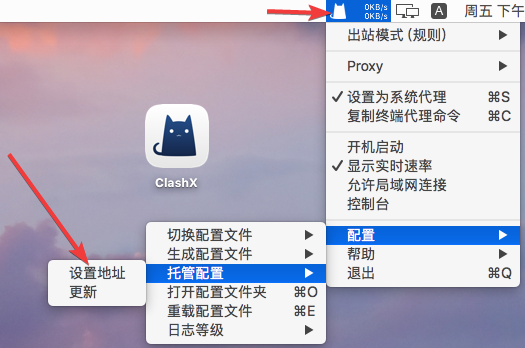 0KB/s
0KB/s
A
周五 下午
出站模式 (规则)
Proxy
设置为系统代理 ⌘S
复制终端代理命令 ⌘C
开机启动
显示实时速率
允许局域网连接
控制台
配置
帮助
退出 ⌘Q
ClashX
切换配置文件
生成配置文件
托管配置
打开配置文件夹 ⌘O
重载配置文件 ⌘E
日志等级
设置地址
更新